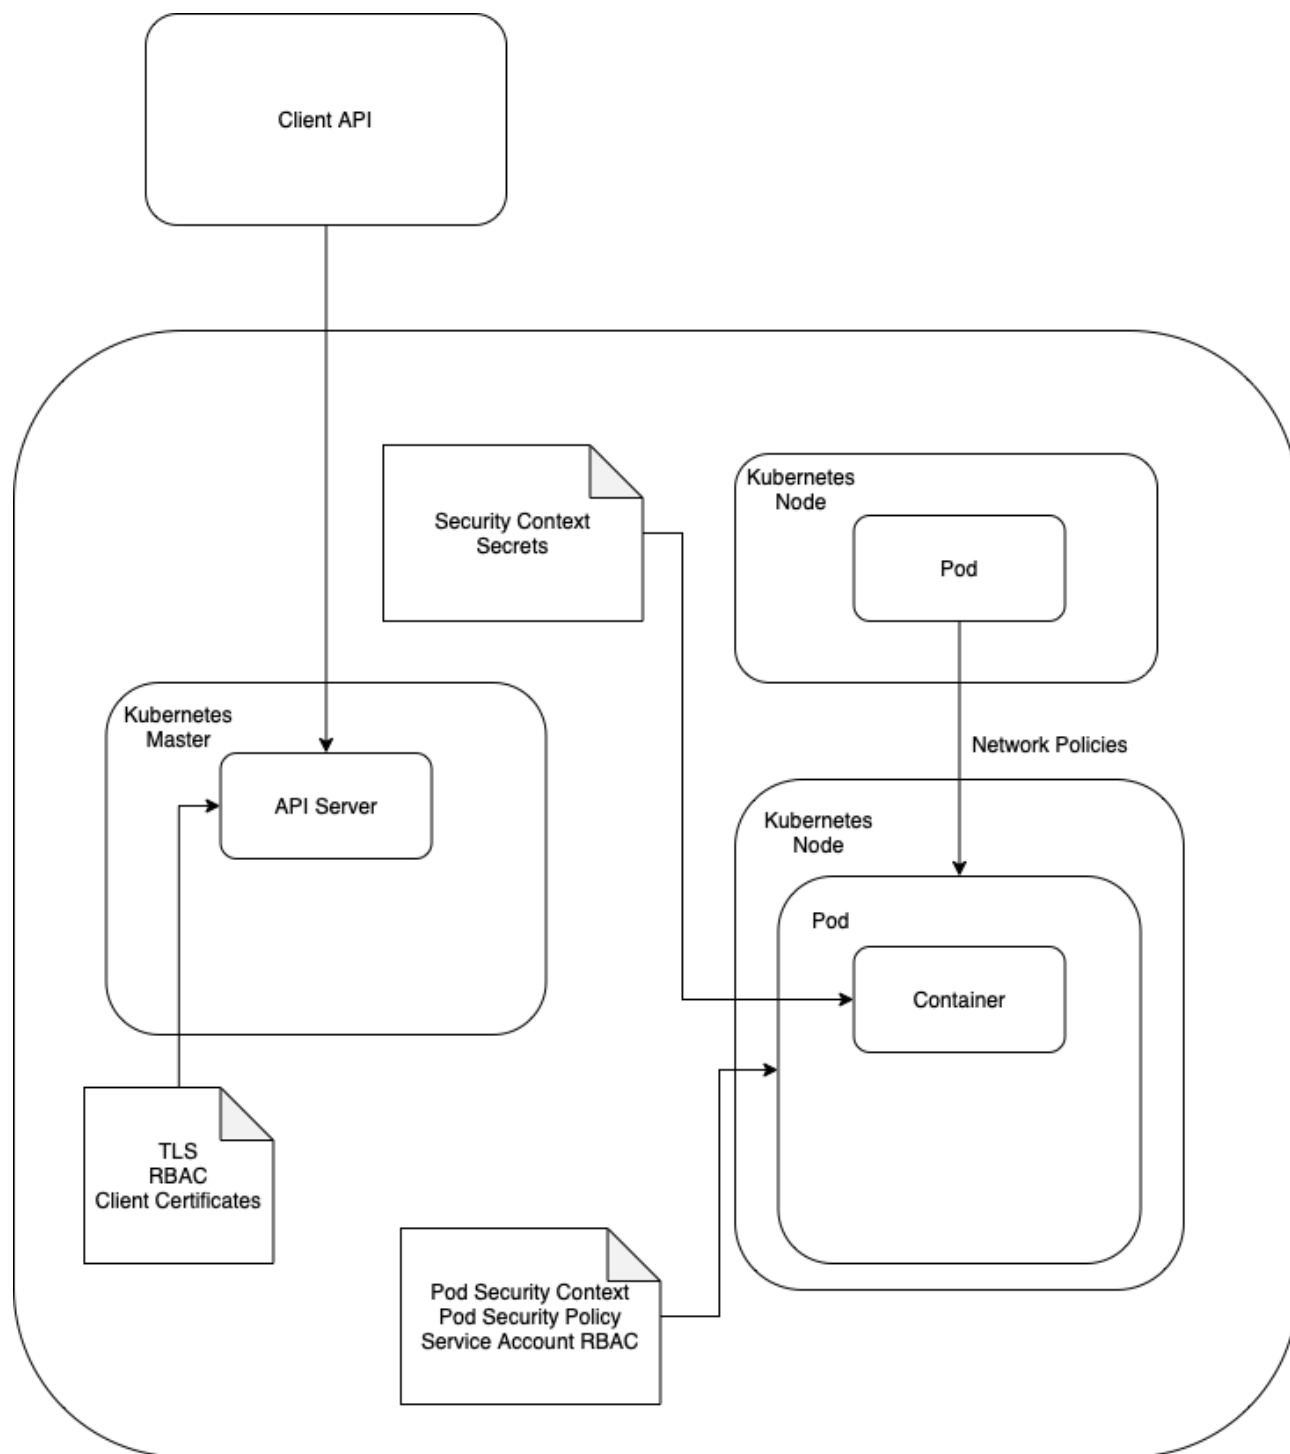 Client API
Security Context
Secrets
Kubernetes
Node
Pod
Kubernetes
Master
API Server
Network Policies
Kubernetes
Node
Pod
Container
TLS
RBAC
Client Certificates
Pod Security Context
Pod Security Policy
Service Account RBAC